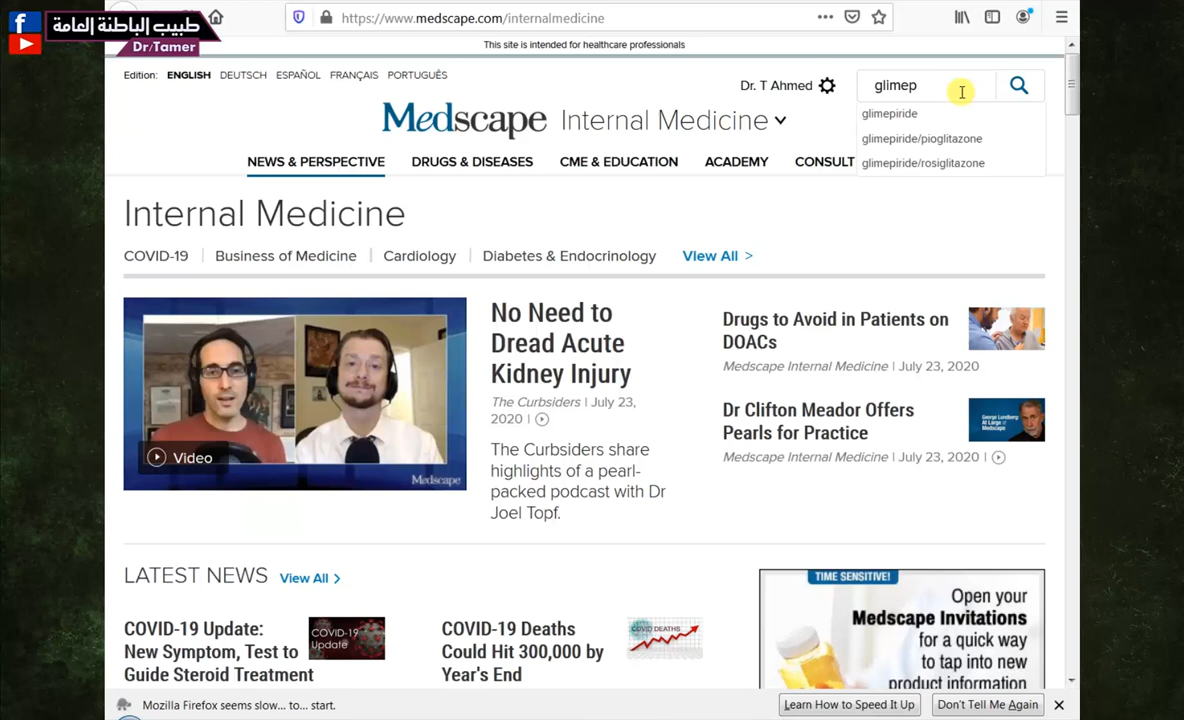 طبيب الباطنة العامة
Dr/Tamer
https://www.medscape.com/internalmedicine
This site is intended for healthcare professionals
Edition: ENGLISH DEUTSCH ESPAÑOL FRANÇAIS PORTUGUÊS
Dr. T Ahmed
glimep
glimepiride
glimepiride/pioglitazone
glimepiride/rosiglitazone
Medscape Internal Medicine
NEWS & PERSPECTIVE DRUGS & DISEASES CME & EDUCATION ACADEMY CONSULT
Internal Medicine
COVID-19 Business of Medicine Cardiology Diabetes & Endocrinology View All >
Video
Medscape
No Need to
Dread Acute
Kidney Injury
The Curbsiders | July 23,
2020 |
The Curbsiders share
highlights of a pearl-
packed podcast with Dr
Joel Topf.
Drugs to Avoid in Patients on
DOACs
Medscape Internal Medicine | July 23, 2020
Dr Clifton Meador Offers
Pearls for Practice
Medscape Internal Medicine | July 23, 2020 |
George Lundberg
At Large at
Medscape
LATEST NEWS View All >
COVID-19 Update:
New Symptom, Test to
Guide Steroid Treatment
COVID-19
Update
COVID-19 Deaths
Could Hit 300,000 by
Year's End
COVID DEATHS
TIME SENSITIVE!
Open your
Medscape Invitations
for a quick way
to tap into new
product information
Mozilla Firefox seems slow... to... start.
Learn How to Speed It Up
Don't Tell Me Again